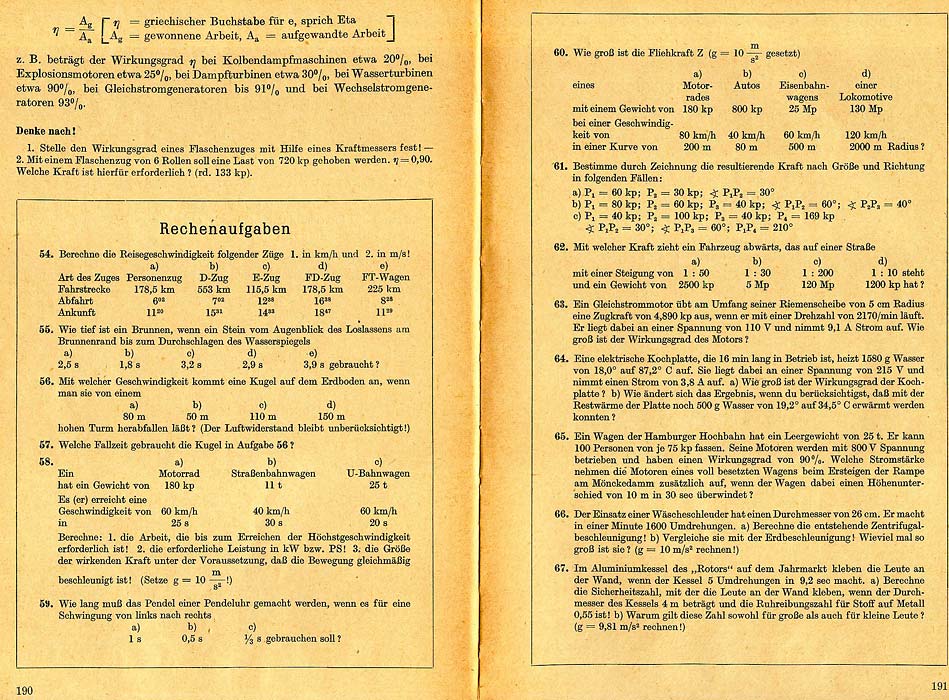 η = Ag/Aa [ η = griechischer Buchstabe für e, sprich Eta
Ag = gewonnene Arbeit, Aa = aufgewandte Arbeit ]
z. B. beträgt der Wirkungsgrad η bei Kolbendampfmaschinen etwa 20%, bei
Explosionsmotoren etwa 25%, bei Dampfturbinen etwa 30%, bei Wasserturbinen
etwa 90%, bei Gleichstromgeneratoren bis 91% und bei Wechselstromgene-
ratoren 93%.
Denke nach!
1. Stelle den Wirkungsgrad eines Flaschenzuges mit Hilfe eines Kraftmessers fest! —
2. Mit einem Flaschenzug von 6 Rollen soll eine Last von 720 kp gehoben werden. η = 0,90.
Welche Kraft ist hierfür erforderlich? (rd. 133 kp).
Rechenaufgaben
54. Berechne die Reisegeschwindigkeit folgender Züge 1. in km/h und 2. in m/s!
a) b) c) d) e)
Art des Zuges Personenzug D-Zug E-Zug FD-Zug FT-Wagen
Fahrstrecke 178,5 km 553 km 115,5 km 178,5 km 225 km
Abfahrt 6⁰² 7⁰² 12³⁸ 16³⁸ 8²⁸
Ankunft 11²⁰ 15³¹ 14³³ 18⁴⁷ 11²⁹
55. Wie tief ist ein Brunnen, wenn ein Stein vom Augenblick des Loslassens am
Brunnenrand bis zum Durchschlagen des Wasserspiegels
a) b) c) d) e)
2,5 s 1,8 s 3,2 s 2,9 s 3,9 s gebraucht?
56. Mit welcher Geschwindigkeit kommt eine Kugel auf dem Erdboden an, wenn
man sie von einem
a) b) c) d)
80 m 50 m 110 m 150 m
hohen Turm herabfallen läßt? (Der Luftwiderstand bleibt unberücksichtigt!)
57. Welche Fallzeit gebraucht die Kugel in Aufgabe 56?
58. a) b) c)
Ein Motorrad Straßenbahnwagen U-Bahnwagen
hat ein Gewicht von 180 kp 11 t 25 t
Es (er) erreicht eine
Geschwindigkeit von 60 km/h 40 km/h 60 km/h
in 25 s 30 s 20 s
Berechne: 1. die Arbeit, die bis zum Erreichen der Höchstgeschwindigkeit
erforderlich ist! 2. die erforderliche Leistung in kW bzw. PS! 3. die Größe
der wirkenden Kraft unter der Voraussetzung, daß die Bewegung gleichmäßig
beschleunigt ist! (Setze g = 10 m/s² !)
59. Wie lang muß das Pendel einer Pendeluhr gemacht werden, wenn es für eine
Schwingung von links nach rechts
a) b) c)
1 s 0,5 s ⅓ s gebrauchen soll?
190
60. Wie groß ist die Fliehkraft Z (g = 10 m/s² gesetzt)
a) b) c) d)
eines Motor- Autos Eisenbahn- einer
rades wagens Lokomotive
mit einem Gewicht von 180 kp 800 kp 25 Mp 130 Mp
bei einer Geschwindig-
keit von 80 km/h 40 km/h 60 km/h 120 km/h
in einer Kurve von 200 m 80 m 500 m 2000 m Radius?
61. Bestimme durch Zeichnung die resultierende Kraft nach Größe und Richtung
in folgenden Fällen:
a) P₁ = 60 kp; P₂ = 30 kp; ∢ P₁P₂ = 30°
b) P₁ = 80 kp; P₂ = 60 kp; P₃ = 40 kp; ∢ P₁P₂ = 60°; ∢ P₂P₃ = 40°
c) P₁ = 40 kp; P₂ = 100 kp; P₃ = 40 kp; P₄ = 169 kp
∢ P₁P₂ = 30°; ∢ P₁P₃ = 60°; P₁P₄ = 210°
62. Mit welcher Kraft zieht ein Fahrzeug abwärts, das auf einer Straße
a) b) c) d)
mit einer Steigung von 1 : 50 1 : 30 1 : 200 1 : 10 steht
und ein Gewicht von 2500 kp 5 Mp 120 Mp 1200 kp hat?
63. Ein Gleichstrommotor übt am Umfang seiner Riemenscheibe von 5 cm Radius
eine Zugkraft von 4,890 kp aus, wenn er mit einer Drehzahl von 2170/min läuft.
Er liegt dabei an einer Spannung von 110 V und nimmt 9,1 A Strom auf. Wie
groß ist der Wirkungsgrad des Motors?
64. Eine elektrische Kochplatte, die 16 min lang in Betrieb ist, heizt 1580 g Wasser
von 18,0° auf 87,2° C auf. Sie liegt dabei an einer Spannung von 215 V und
nimmt einen Strom von 3,8 A auf. a) Wie groß ist der Wirkungsgrad der Koch-
platte? b) Wie ändert sich das Ergebnis, wenn du berücksichtigst, daß mit der
Restwärme der Platte noch 500 g Wasser von 19,2° auf 34,5° C erwärmt werden
konnten?
65. Ein Wagen der Hamburger Hochbahn hat ein Leergewicht von 25 t. Er kann
100 Personen von je 75 kp fassen. Seine Motoren werden mit 800 V Spannung
betrieben und haben einen Wirkungsgrad von 90%. Welche Stromstärke
nehmen die Motoren eines voll besetzten Wagens beim Ersteigen der Rampe
am Mönckedamm zusätzlich auf, wenn der Wagen dabei einen Höhenunter-
schied von 10 m in 30 sec überwindet?
66. Der Einsatz einer Wäscheschleuder hat einen Durchmesser von 26 cm. Er macht
in einer Minute 1600 Umdrehungen. a) Berechne die entstehende Zentrifugal-
beschleunigung! b) Vergleiche sie mit der Erdbeschleunigung! Wieviel mal so
groß ist sie? (g = 10 m/s² rechnen!)
67. Im Aluminiumkessel des „Rotors“ auf dem Jahrmarkt kleben die Leute an
der Wand, wenn der Kessel 5 Umdrehungen in 9,2 sec macht. a) Berechne
die Sicherheitszahl, mit der die Leute an der Wand kleben, wenn der Durch-
messer des Kessels 4 m beträgt und die Ruhreibungszahl für Stoff auf Metall
0,55 ist! b) Warum gilt diese Zahl sowohl für große als auch für kleine Leute?
(g = 9,81 m/s² rechnen!)
191